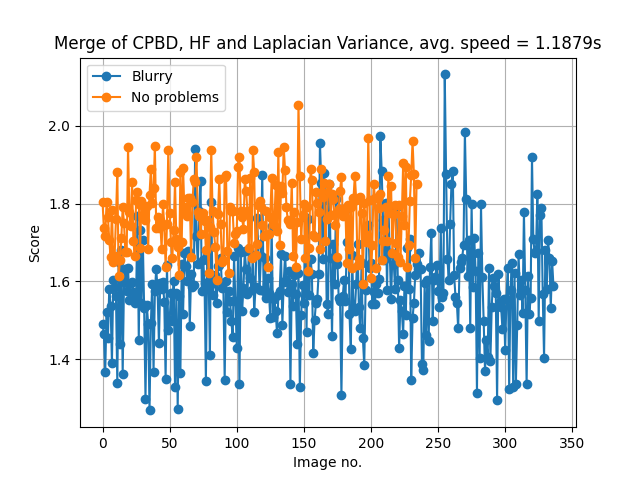 Merge of CPBD, HF and Laplacian Variance, avg. speed = 1.1879s
Blurry
No problems
2.0
1.8
1.6
1.4
Score
0 50 100 150 200 250 300 350
Image no.